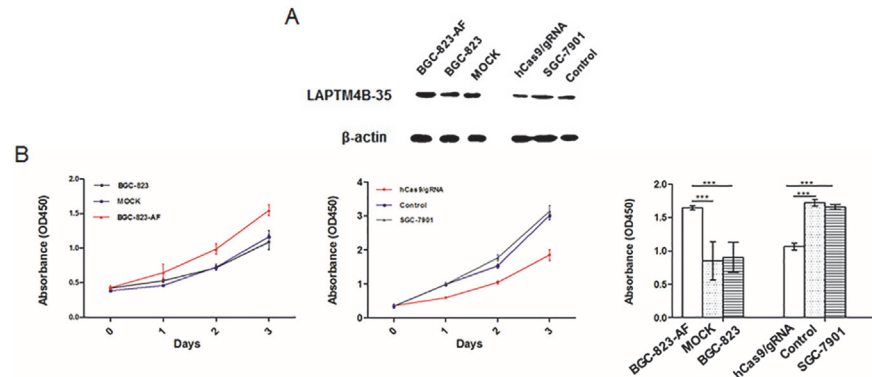 A
BGC-823-AF
BGC-823
MOCK
hCas9/gRNA
SGC-7901
Control
LAPTM4B-35
β-actin
B
Absorbance (OD450)
2.0
1.5
1.0
0.5
0.0
BGC-823
MOCK
BGC-823-AF
0 1 2 3
Days
Absorbance (OD450)
4
3
2
1
0
hCas9/gRNA
Control
SGC-7901
0 1 2 3
Days
Absorbance (OD450)
2.0
1.5
1.0
0.5
0.0
***
***
***
***
BGC-823-AF
MOCK
BGC-823
hCas9/gRNA
Control
SGC-7901